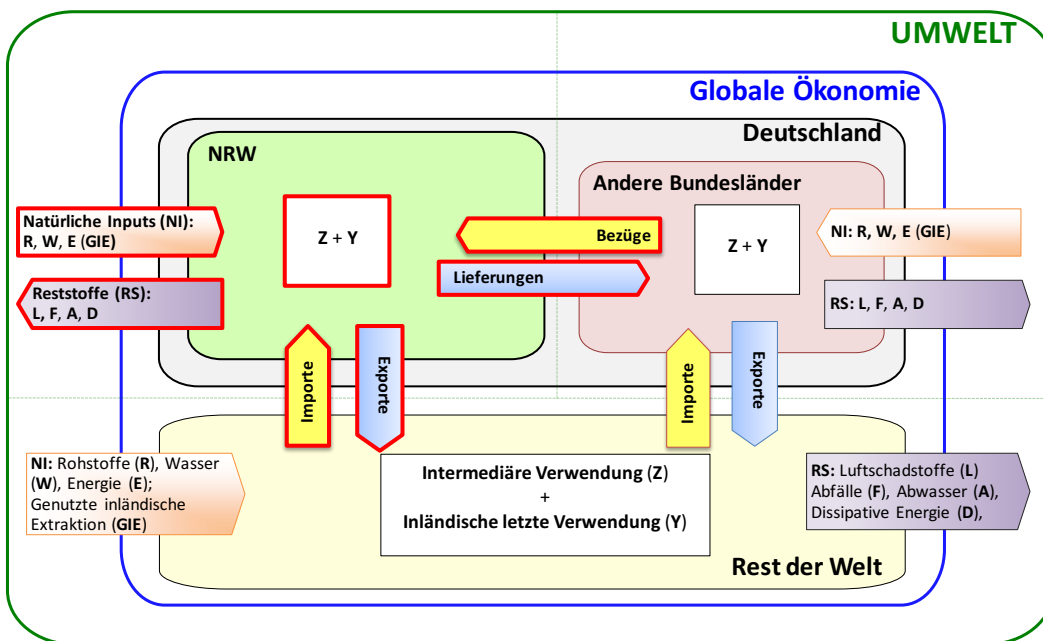 UMWELT
Globale Ökonomie
Deutschland
NRW
Andere Bundesländer
Natürliche Inputs (NI):
R, W, E (GIE)
Z + Y
Bezüge
Z + Y
NI: R, W, E (GIE)
Lieferungen
Reststoffe (RS):
L, F, A, D
RS: L, F, A, D
Importe
Exporte
Importe
Exporte
NI: Rohstoffe (R), Wasser
(W), Energie (E);
Genutzte inländische
Extraktion (GIE)
Intermediäre Verwendung (Z)
+
Inländische letzte Verwendung (Y)
RS: Luftschadstoffe (L)
Abfälle (F), Abwasser (A),
Dissipative Energie (D),
Rest der Welt